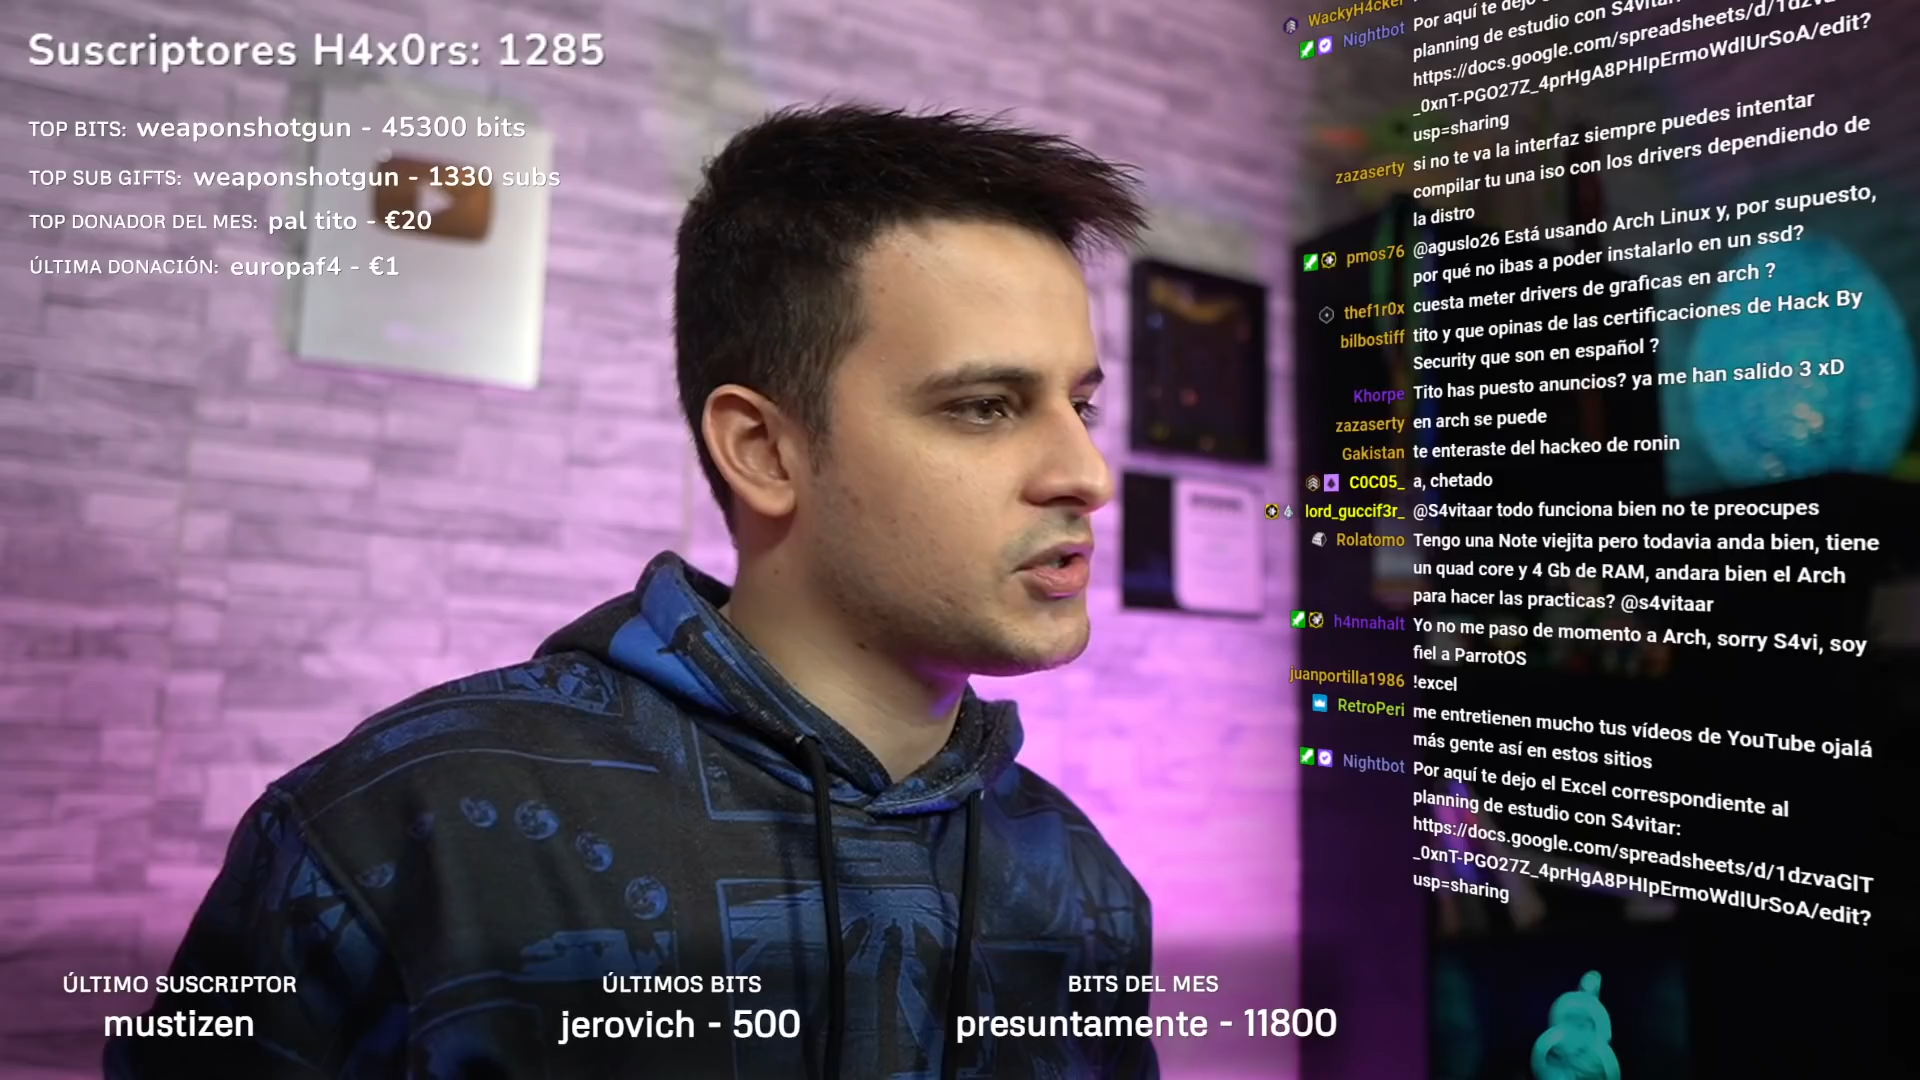 Suscriptores H4x0rs: 1285
TOP BITS: weaponshotgun - 45300 bits
TOP SUB GIFTS: weaponshotgun - 1330 subs
TOP DONADOR DEL MES: pal tito - €20
ÚLTIMA DONACIÓN: europaf4 - €1
WackyH4cker
Nightbot Por aquí te dejo
planning de estudio con S4vitar:
https://docs.google.com/spreadsheets/d/
_0xnT-PGO27Z_4prHgA8PHIpErmoWdlUrSoA/edit?
usp=sharing
zazaserty si no te va la interfaz siempre puedes intentar
compilar tu una iso con los drivers dependiendo de
la distro
pmos76 @aguslo26 Está usando Arch Linux y, por supuesto,
por qué no ibas a poder instalarlo en un ssd?
thef1r0x cuesta meter drivers de graficas en arch ?
bilbostiff tito y que opinas de las certificaciones de Hack By
Security que son en español ?
Khorpe Tito has puesto anuncios? ya me han salido 3 xD
zazaserty en arch se puede
Gakistan te enteraste del hackeo de ronin
C0C05_ a, chetado
lord_guccif3r_ @S4vitaar todo funciona bien no te preocupes
Rolatomo Tengo una Note viejita pero todavia anda bien, tiene
un quad core y 4 Gb de RAM, andara bien el Arch
para hacer las practicas? @s4vitaar
h4nnahalt Yo no me paso de momento a Arch, sorry S4vi, soy
fiel a ParrotOS
juanportilla1986 !excel
RetroPeri me entretienen mucho tus vídeos de YouTube ojalá
más gente así en estos sitios
Nightbot Por aquí te dejo el Excel correspondiente al
planning de estudio con S4vitar:
https://docs.google.com/spreadsheets/d/1dzvaGlT
_0xnT-PGO27Z_4prHgA8PHIpErmoWdlUrSoA/edit?
usp=sharing
ÚLTIMO SUSCRIPTOR
mustizen
ÚLTIMOS BITS
jerovich - 500
BITS DEL MES
presuntamente - 11800